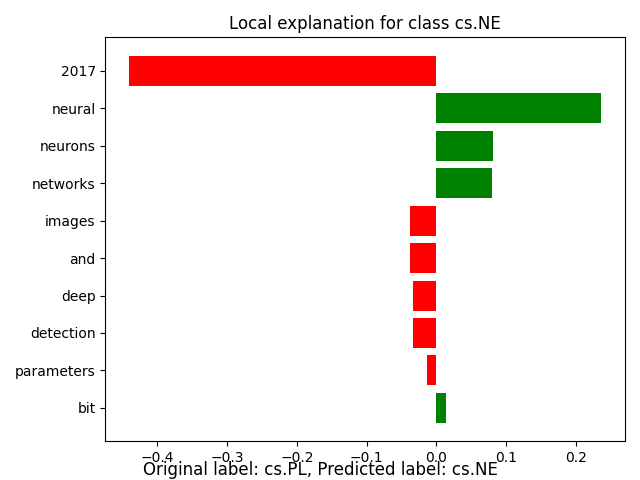 Local explanation for class cs.NE
2017
neural
neurons
networks
images
and
deep
detection
parameters
bit
−0.4 −0.3 −0.2 −0.1 0.0 0.1 0.2
Original label: cs.PL, Predicted label: cs.NE